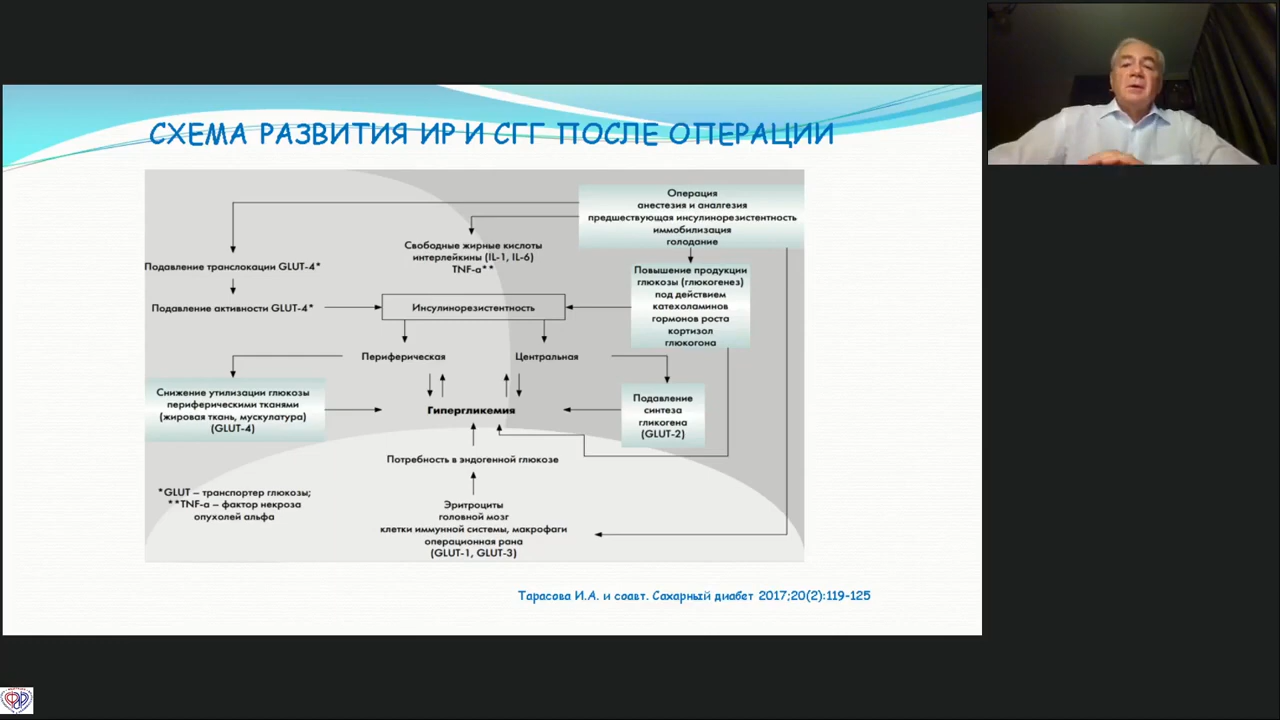 СХЕМА РАЗВИТИЯ ИР И СГГ ПОСЛЕ ОПЕРАЦИИ
Операция
анестезия и аналгезия
предшествующая инсулинорезистентность
иммобилизация
голодание
Свободные жирные кислоты
интерлейкины (IL-1, IL-6)
TNF-a**
Подавление транслокации GLUT-4*
Повышение продукции
глюкозы (глюкогенез)
под действием
катехоламинов
гормонов роста
кортизол
глюкогона
Подавление активности GLUT-4*
Инсулинорезистентность
Периферическая
Центральная
Снижение утилизации глюкозы
периферическими тканями
(жировая ткань, мускулатура)
(GLUT-4)
Гипергликемия
Подавление
синтеза
гликогена
(GLUT-2)
Потребность в эндогенной глюкозе
*GLUT – транспортер глюкозы;
**TNF-a – фактор некроза
опухолей альфа
Эритроциты
головной мозг
клетки иммунной системы, макрофаги
операционная рана
(GLUT-1, GLUT-3)
Тарасова И.А. и соавт. Сахарный диабет 2017;20(2):119-125